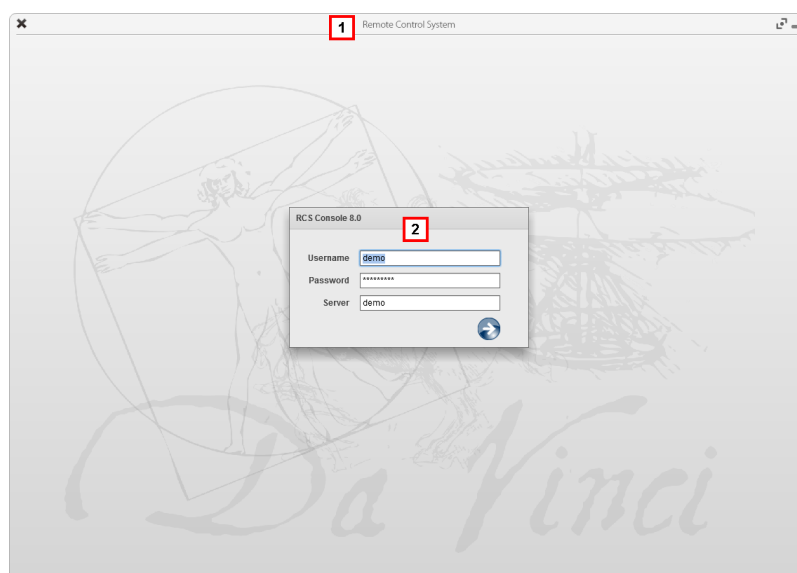 1 Remote Control System
RCS Console 8.0
2
Username demo
Password *********
Server demo
Da Vinci